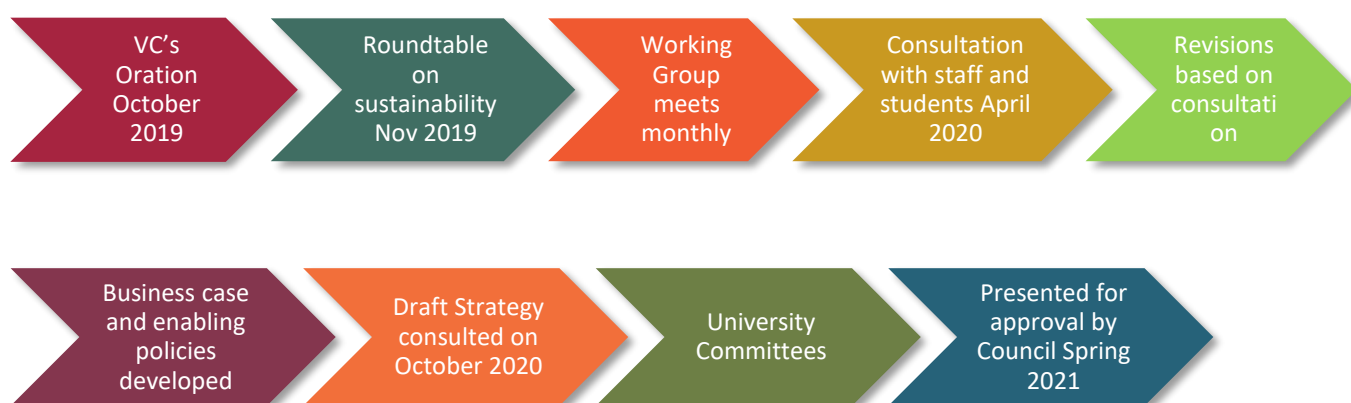 VC’s
Oration
October
2019
Roundtable
on
sustainability
Nov 2019
Working
Group
meets
monthly
Consultation
with staff and
students April
2020
Revisions
based on
consultati
on
Business case
and enabling
policies
developed
Draft Strategy
consulted on
October 2020
University
Committees
Presented for
approval by
Council Spring
2021